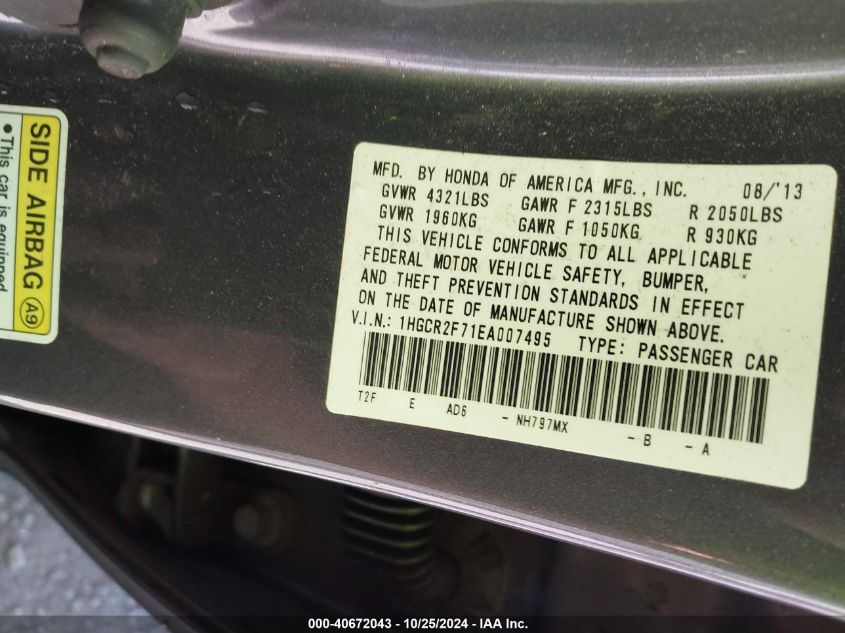 SIDE AIRBAG A9
•This car is equipped
MFD. BY HONDA OF AMERICA MFG., INC. 08/'13
GVWR 4321LBS GAWR F 2315LBS R 2050LBS
GVWR 1960KG GAWR F 1050KG R 930KG
THIS VEHICLE CONFORMS TO ALL APPLICABLE
FEDERAL MOTOR VEHICLE SAFETY, BUMPER,
AND THEFT PREVENTION STANDARDS IN EFFECT
ON THE DATE OF MANUFACTURE SHOWN ABOVE.
V.I.N.: 1HGCR2F71EA007495 TYPE: PASSENGER CAR
T2F E AD6 - NH797MX - B - A
000-40672043 - 10/25/2024 - IAA Inc.